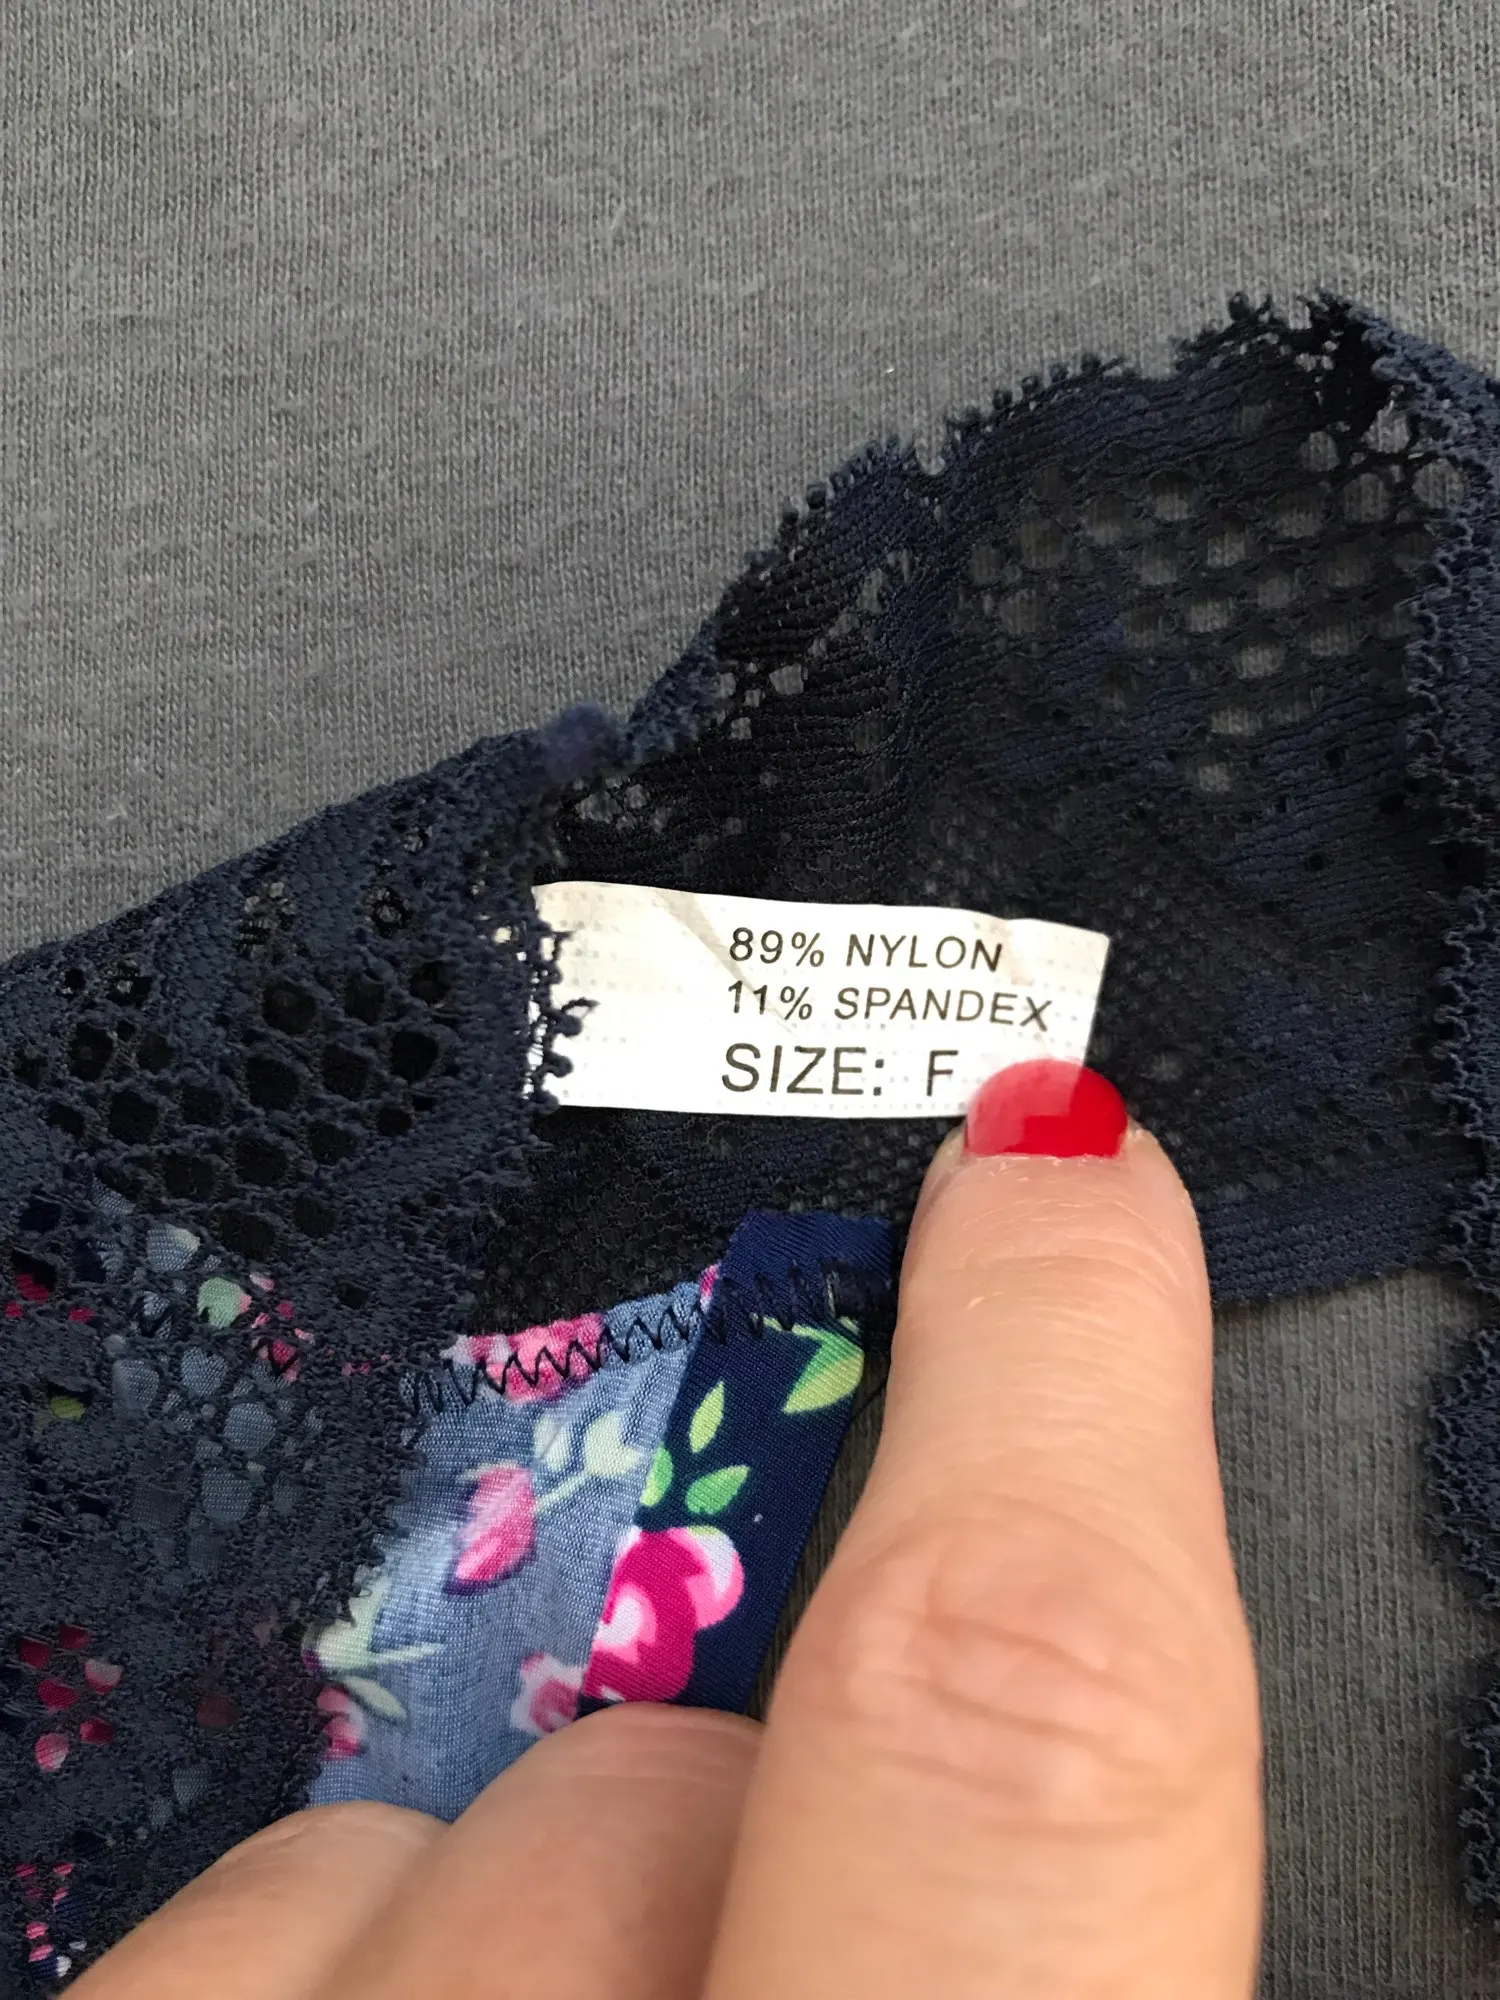 89% NYLON
11% SPANDEX
SIZE: F